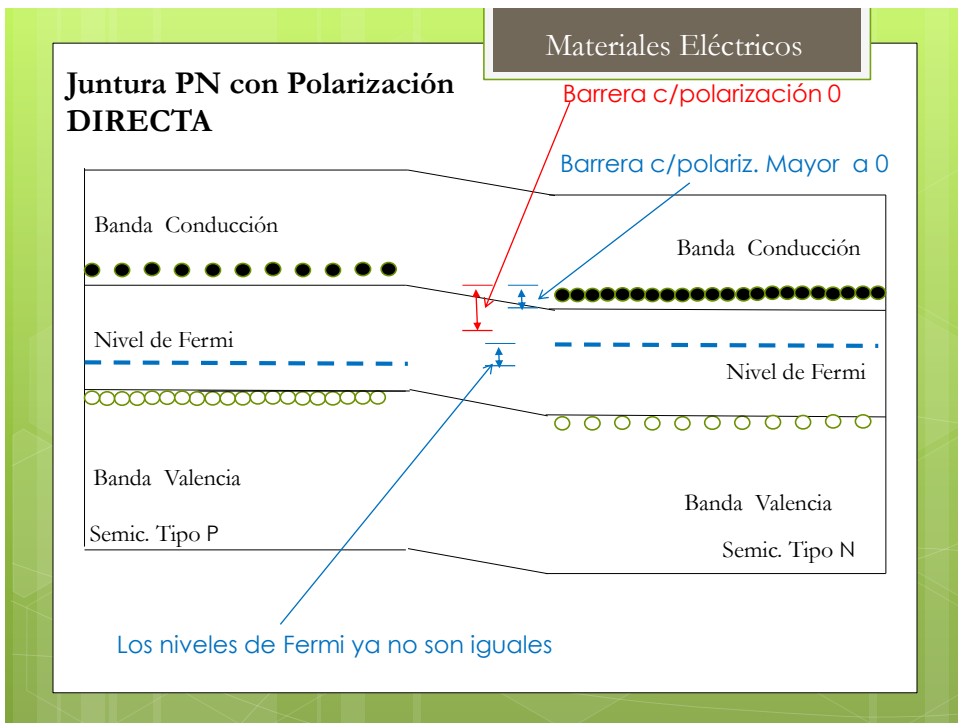 Materiales Eléctricos
Juntura PN con Polarización
DIRECTA
Barrera c/polarización 0
Barrera c/polariz. Mayor a 0
Banda Conducción
Banda Conducción
Nivel de Fermi
Nivel de Fermi
Banda Valencia
Banda Valencia
Semic. Tipo P
Semic. Tipo N
Los niveles de Fermi ya no son iguales